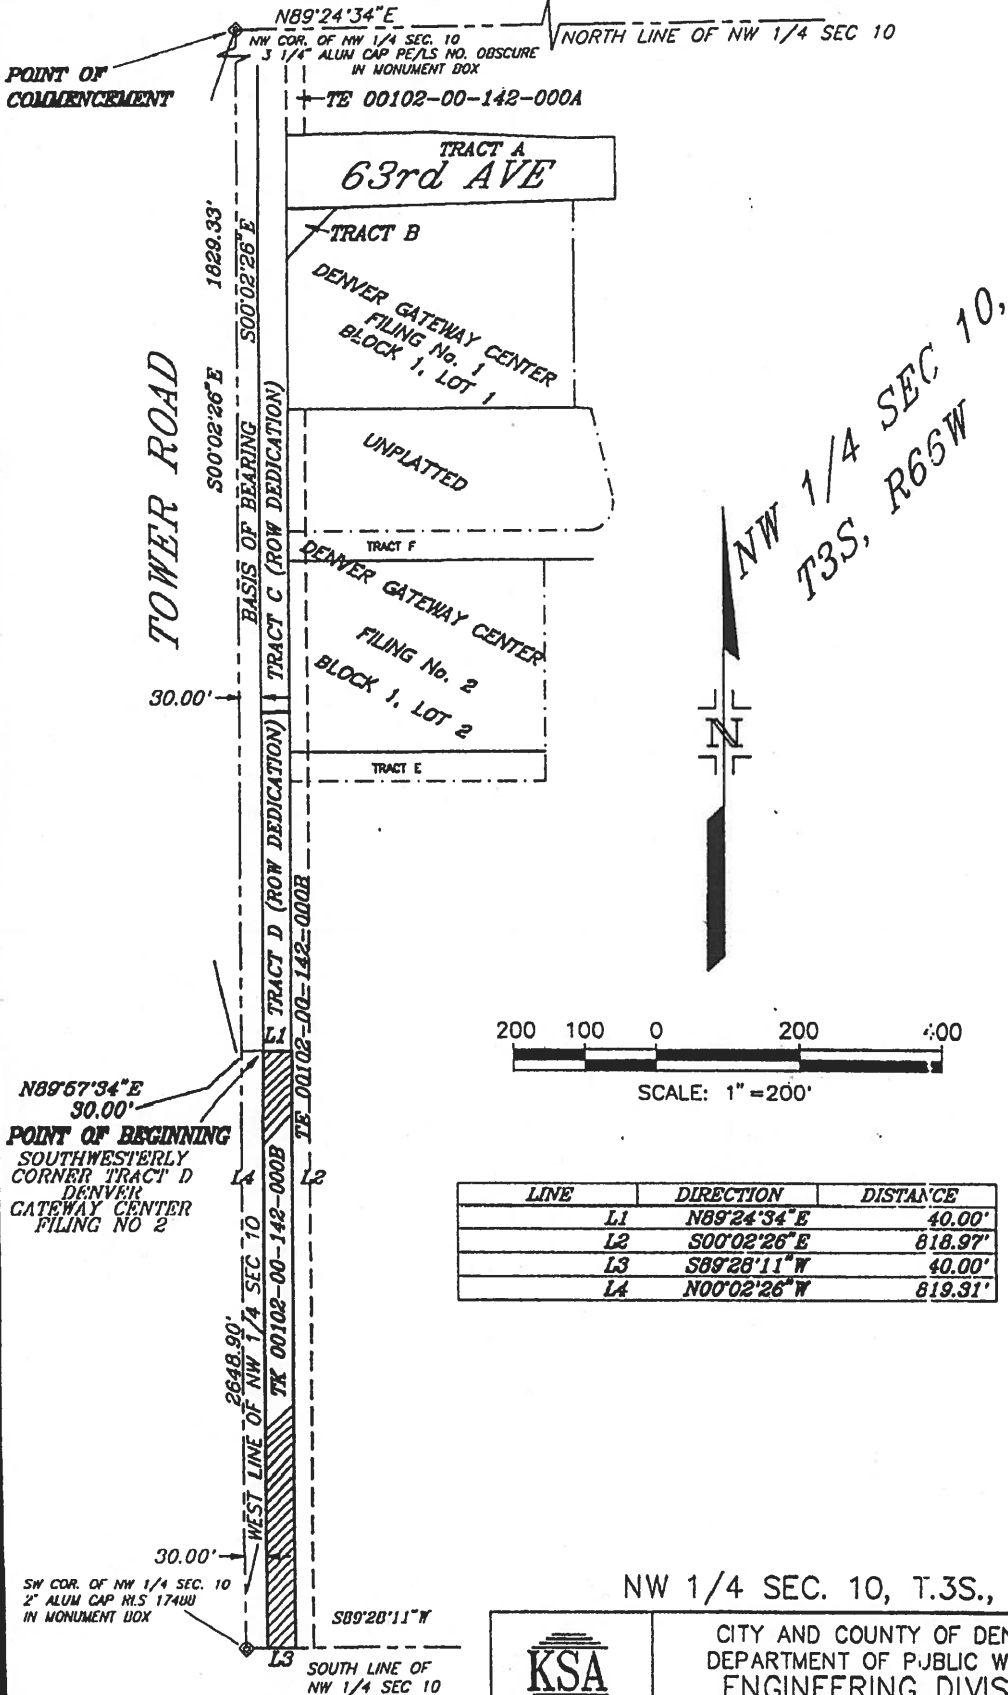 N89°24'34"E
NORTH LINE OF NW 1/4 SEC 10
NW COR. OF NW 1/4 SEC. 10
3 1/4" ALUM CAP PE/LS NO. OBSCURE
IN MONUMENT BOX
POINT OF
COMMENCEMENT
TE 00102-00-142-000A
TRACT A
63rd AVE
TRACT B
DENVER GATEWAY CENTER
FILING No. 1
BLOCK 1, LOT 1
1829.33'
S00°02'26"E
S00°02'26"E
BASIS OF BEARING
TOWER ROAD
TRACT C (ROW DEDICATION)
UNPLATTED
TRACT F
DENVER GATEWAY CENTER
FILING No. 2
BLOCK 1, LOT 2
TRACT E
NW 1/4 SEC 10,
T3S, R66W
30.00'
N
TRACT D (ROW DEDICATION)
TE 00102-00-142-000B
L1
200 100 0 200 400
SCALE: 1"=200'
N89°57'34"E
30.00'
POINT OF BEGINNING
SOUTHWESTERLY
CORNER TRACT D
DENVER
GATEWAY CENTER
FILING NO 2
L4
L2
LINE DIRECTION DISTANCE
L1 N89°24'34"E 40.00'
L2 S00°02'26"E 818.97'
L3 S89°28'11"W 40.00'
L4 N00°02'26"W 819.31'
2648.90'
WEST LINE OF NW 1/4 SEC 10
TK 00102-00-142-000B
30.00'
SW COR. OF NW 1/4 SEC. 10
2" ALUM CAP RLS 17488
IN MONUMENT BOX
S89°28'11"W
L3
SOUTH LINE OF
NW 1/4 SEC 10
NW 1/4 SEC. 10, T.3S.,
KSA
CITY AND COUNTY OF DEN
DEPARTMENT OF PUBLIC W
ENGINEERING DIVIS